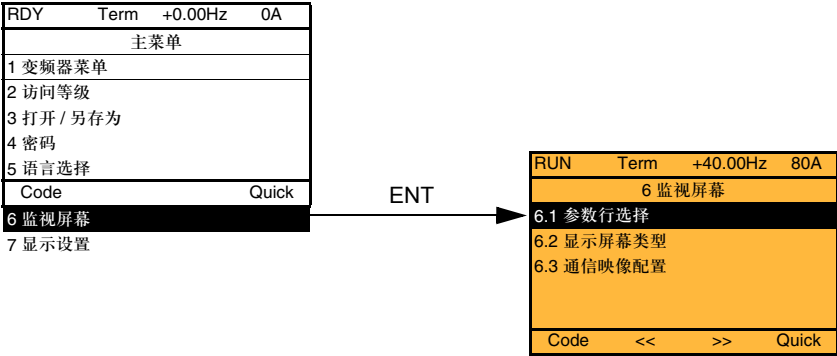 RDY Term +0.00Hz 0A
主菜单
1 变频器菜单
2 访问等级
3 打开 / 另存为
4 密码
5 语言选择
Code Quick
6 监视屏幕
7 显示设置
ENT
RUN Term +40.00Hz 80A
6 监视屏幕
6.1 参数行选择
6.2 显示屏幕类型
6.3 通信映像配置
Code << >> Quick